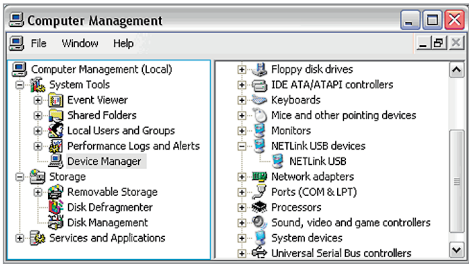 Computer Management
File Window Help
Computer Management (Local)
System Tools
Event Viewer
Shared Folders
Local Users and Groups
Performance Logs and Alerts
Device Manager
Storage
Removable Storage
Disk Defragmenter
Disk Management
Services and Applications
Floppy disk drives
IDE ATA/ATAPI controllers
Keyboards
Mice and other pointing devices
Monitors
NETLink USB devices
NETLink USB
Network adapters
Ports (COM & LPT)
Processors
Sound, video and game controllers
System devices
Universal Serial Bus controllers